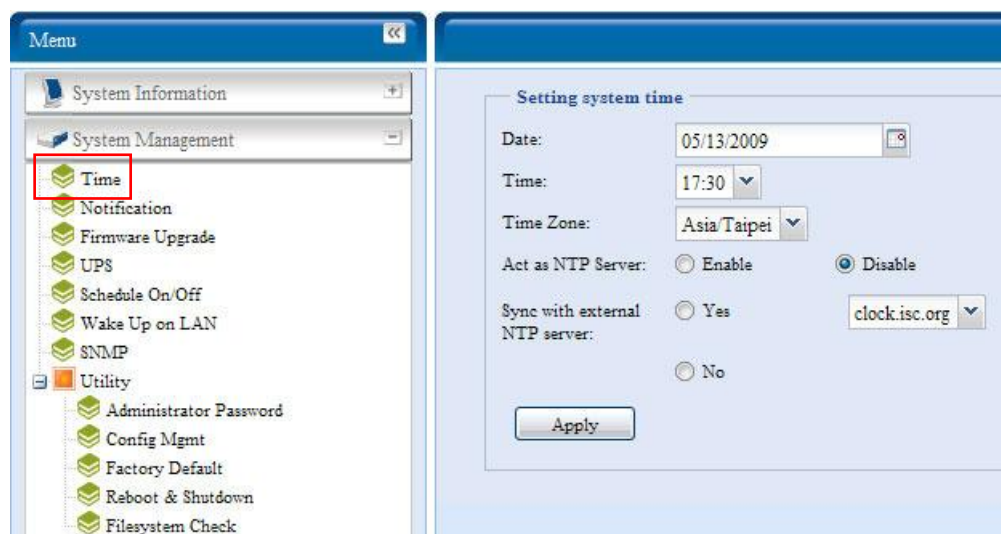 Menu
System Information
System Management
Time
Notification
Firmware Upgrade
UPS
Schedule On/Off
Wake Up on LAN
SNMP
Utility
Administrator Password
Config Mgmt
Factory Default
Reboot & Shutdown
Filesystem Check
Setting system time
Date: 05/13/2009
Time: 17:30
Time Zone: Asia/Taipei
Act as NTP Server: Enable Disable
Sync with external Yes clock.isc.org
NTP server:
No
Apply